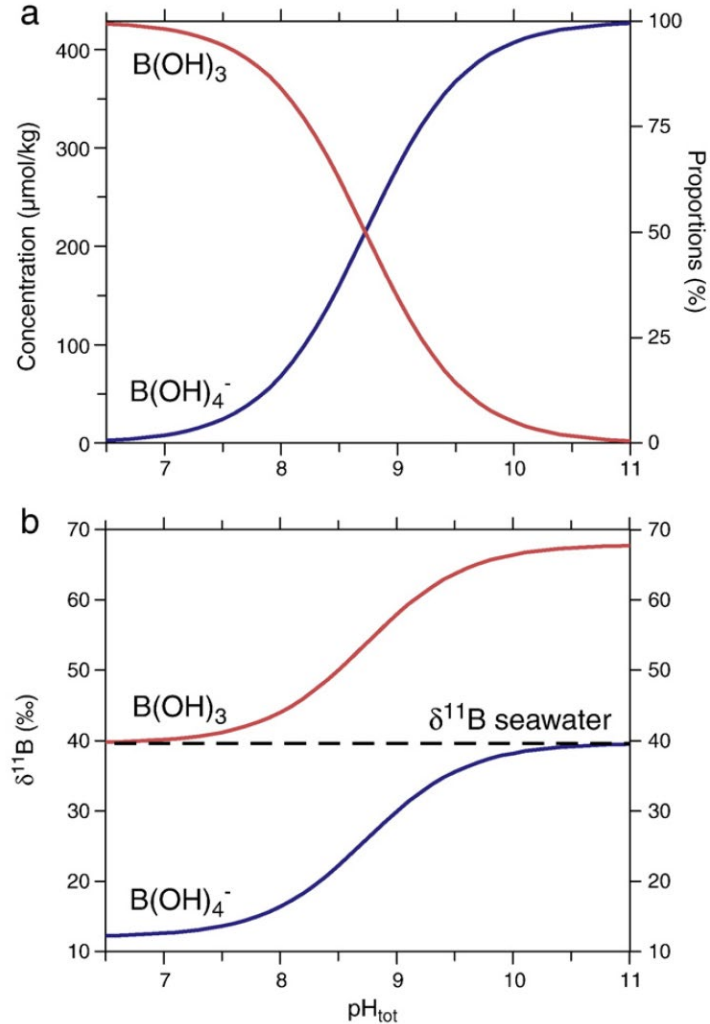 a
400
300
200
100
0
Concentration (μmol/kg)
B(OH)₃
B(OH)₄⁻
100
75
50
25
0
Proportions (%)
7 8 9 10 11
b
70
60
50
40
30
20
10
δ¹¹B (‰)
B(OH)₃
δ¹¹B seawater
B(OH)₄⁻
70
60
50
40
30
20
10
7 8 9 10 11
pHtot